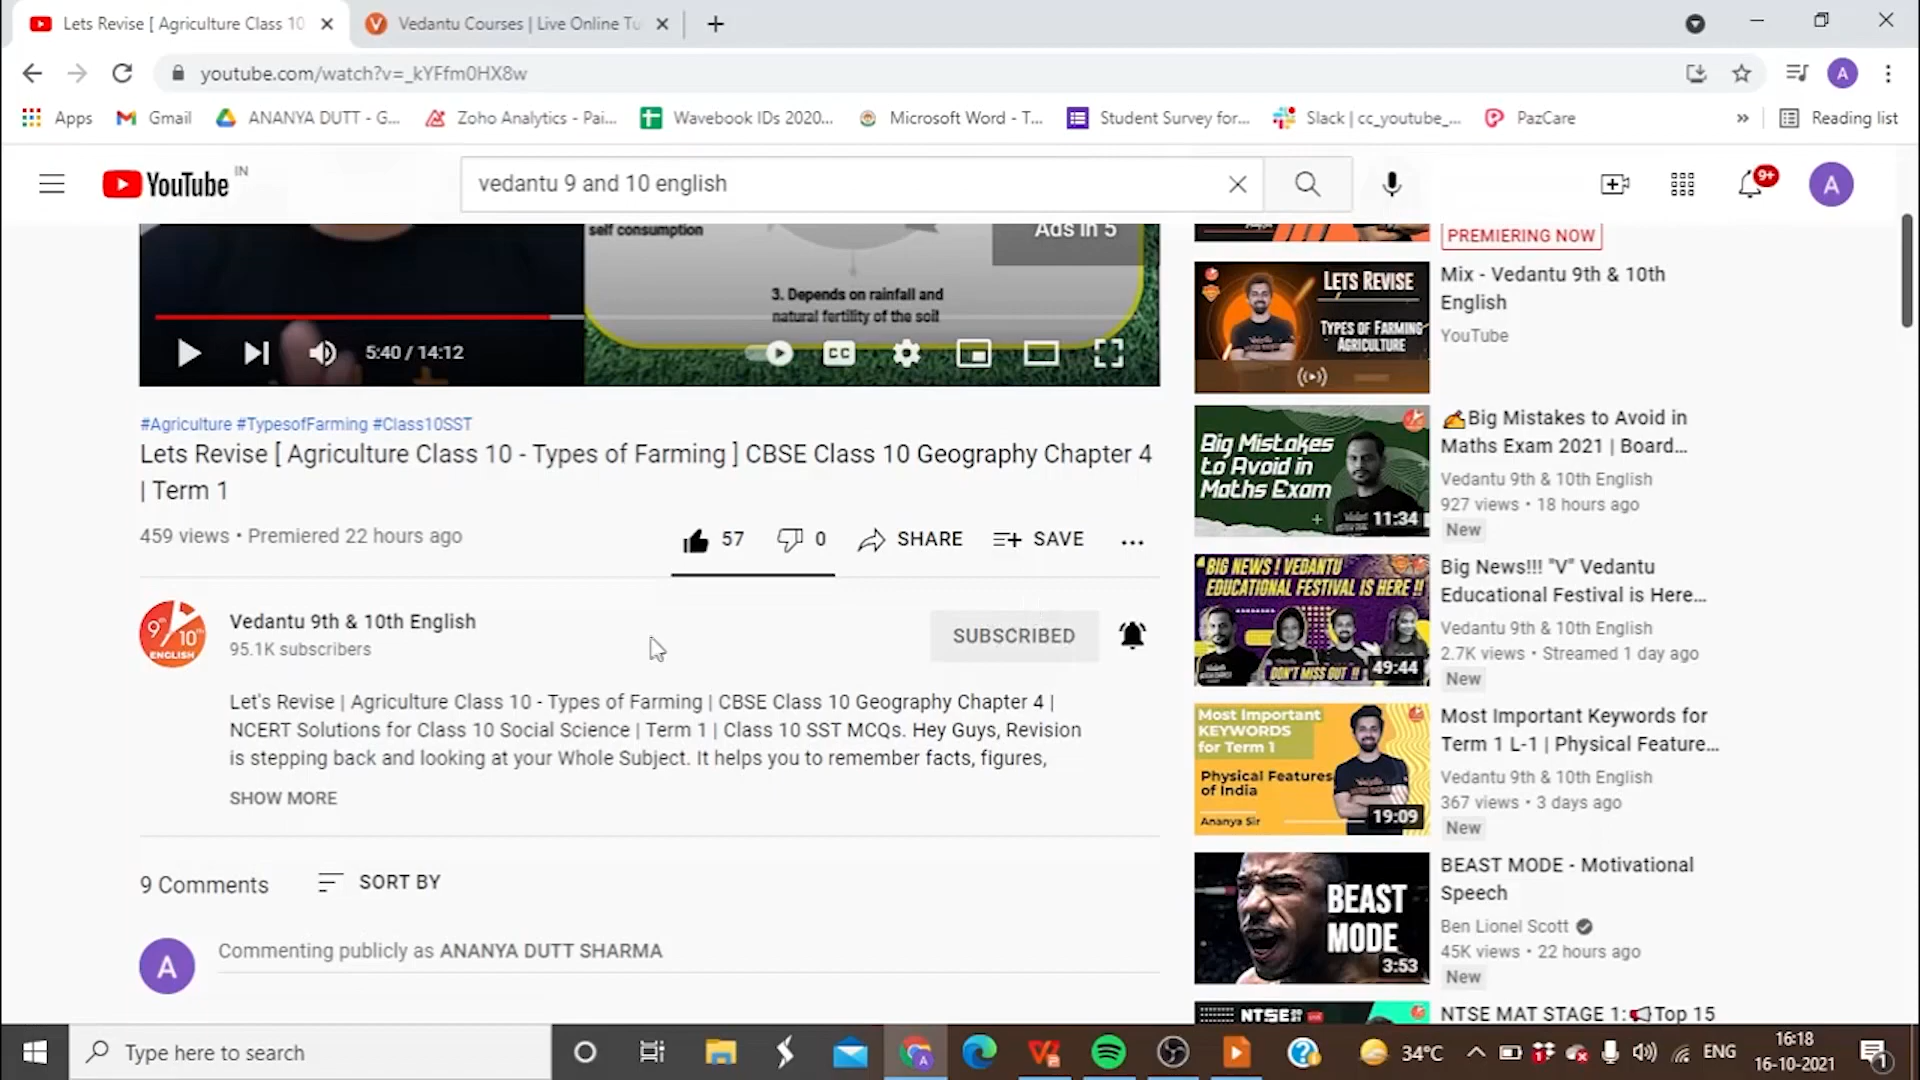 Lets Revise [ Agriculture Class 10
Vedantu Courses | Live Online Tu
youtube.com/watch?v=_kYFfm0HX8w
A
Apps
Gmail
ANANYA DUTT - G...
Zoho Analytics - Pai...
Wavebook IDs 2020...
Microsoft Word - T...
Student Survey for...
Slack | cc_youtube_...
PazCare
»
Reading list
YouTube IN
vedantu 9 and 10 english
9+
A
self consumption
Ads in 5
3. Depends on rainfall and
natural fertility of the soil
5:40 / 14:12
CC
#Agriculture #TypesofFarming #Class10SST
Lets Revise [ Agriculture Class 10 - Types of Farming ] CBSE Class 10 Geography Chapter 4
| Term 1
459 views • Premiered 22 hours ago
57
0
SHARE
SAVE
...
9th 10th
ENGLISH
Vedantu 9th & 10th English
95.1K subscribers
SUBSCRIBED
Let's Revise | Agriculture Class 10 - Types of Farming | CBSE Class 10 Geography Chapter 4 |
NCERT Solutions for Class 10 Social Science | Term 1 | Class 10 SST MCQs. Hey Guys, Revision
is stepping back and looking at your Whole Subject. It helps you to remember facts, figures,
SHOW MORE
9 Comments
SORT BY
A
Commenting publicly as ANANYA DUTT SHARMA
PREMIERING NOW
LETS REVISE
TYPES OF FARMING
AGRICULTURE
Mix - Vedantu 9th & 10th
English
YouTube
Big Mistakes
to Avoid in
Maths Exam
11:34
✍Big Mistakes to Avoid in
Maths Exam 2021 | Board...
Vedantu 9th & 10th English
927 views • 18 hours ago
New
BIG NEWS ! VEDANTU
EDUCATIONAL FESTIVAL IS HERE !!
DON'T MISS OUT !!
49:44
Big News!!! "V" Vedantu
Educational Festival is Here...
Vedantu 9th & 10th English
2.7K views • Streamed 1 day ago
New
Most Important
KEYWORDS
for Term 1
Physical Features
of India
Ananya Sir
19:09
Most Important Keywords for
Term 1 L-1 | Physical Feature...
Vedantu 9th & 10th English
367 views • 3 days ago
New
BEAST
MODE
3:53
BEAST MODE - Motivational
Speech
Ben Lionel Scott
45K views • 22 hours ago
New
NTSE
NTSE MAT STAGE 1:📢Top 15
Type here to search
34°C
ENG
16:18
16-10-2021
1